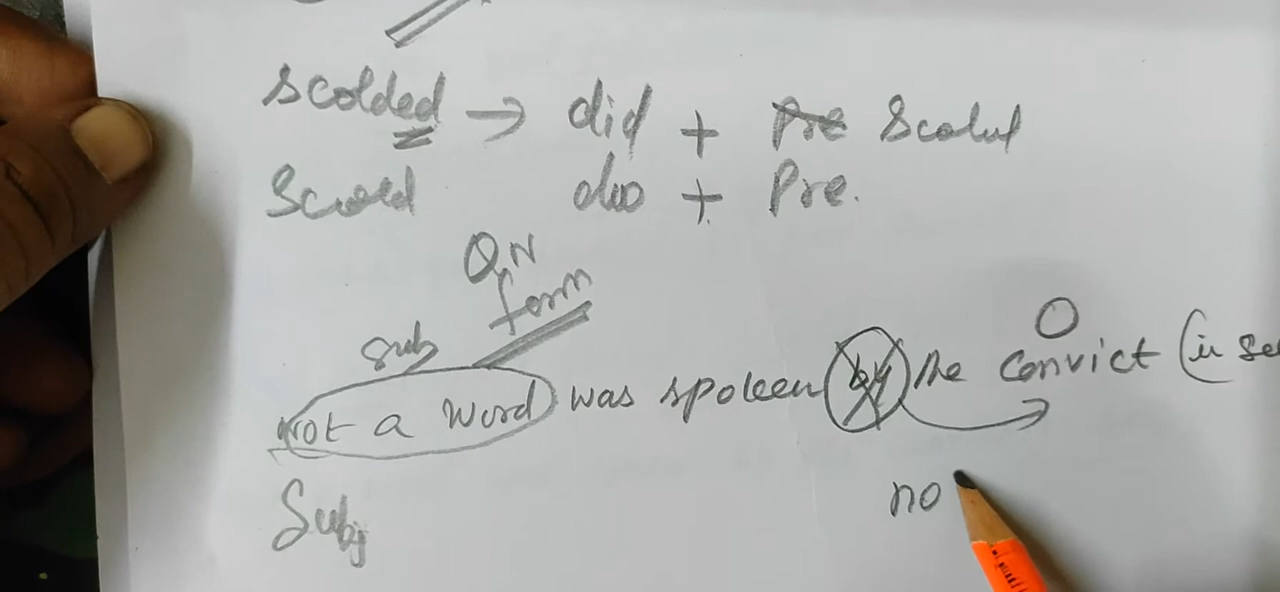 scolded → did + Pre Scold
Scold do + Pre.
Q,N
form
Sub O
not a word was spoken by the convict (in se
no
Subj